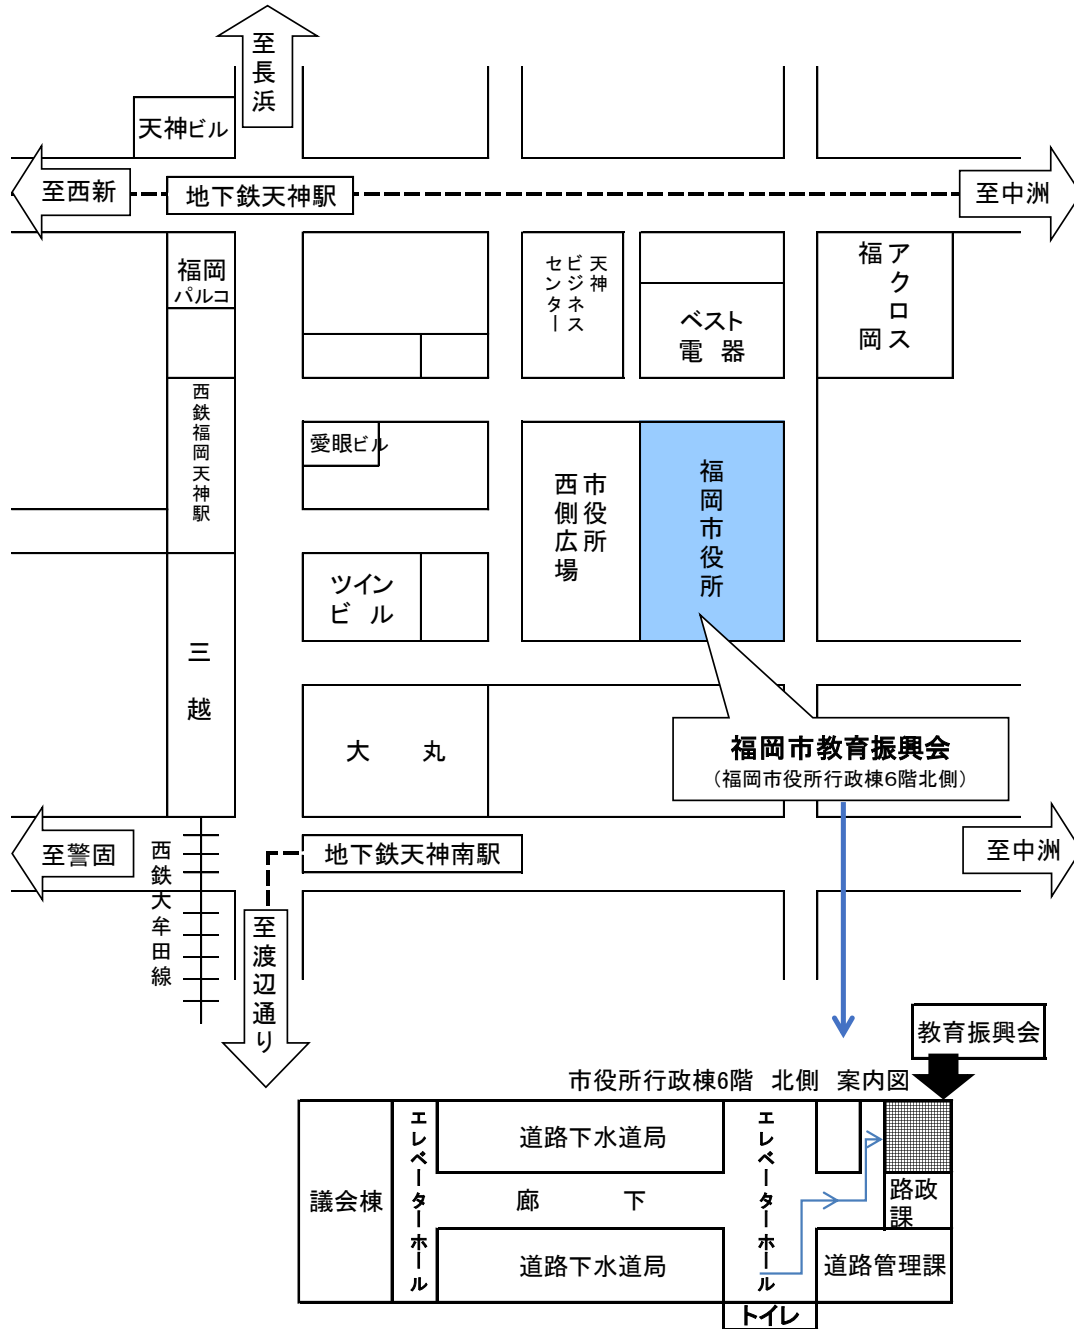 至長浜
天神ビル
至西新
地下鉄天神駅
至中洲
福岡
パルコ
天神
ビジネス
センター
ベスト
電器
アクロス
福岡
西鉄福岡天神駅
愛眼ビル
市役所
西側広場
福岡市役所
ツイン
ビル
三越
大丸
福岡市教育振興会
（福岡市役所行政棟6階北側）
至警固
西鉄大牟田線
地下鉄天神南駅
至中洲
至渡辺通り
教育振興会
市役所行政棟6階 北側 案内図
議会棟
エレベーターホール
道路下水道局
廊下
道路下水道局
エレベーターホール
路政
課
道路管理課
トイレ